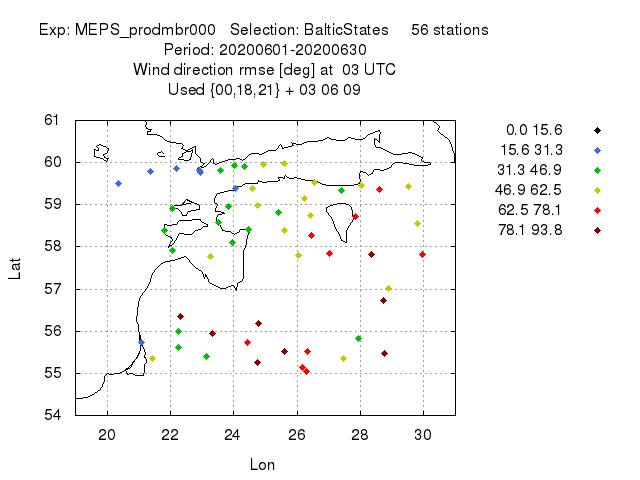 Exp: MEPS_prodmbr000   Selection: BalticStates     56 stations
Period: 20200601-20200630
Wind direction rmse [deg] at  03 UTC
Used {00,18,21} + 03 06 09
61
60
59
58
57
56
55
54
Lat
20 22 24 26 28 30
Lon
0.0 15.6
15.6 31.3
31.3 46.9
46.9 62.5
62.5 78.1
78.1 93.8